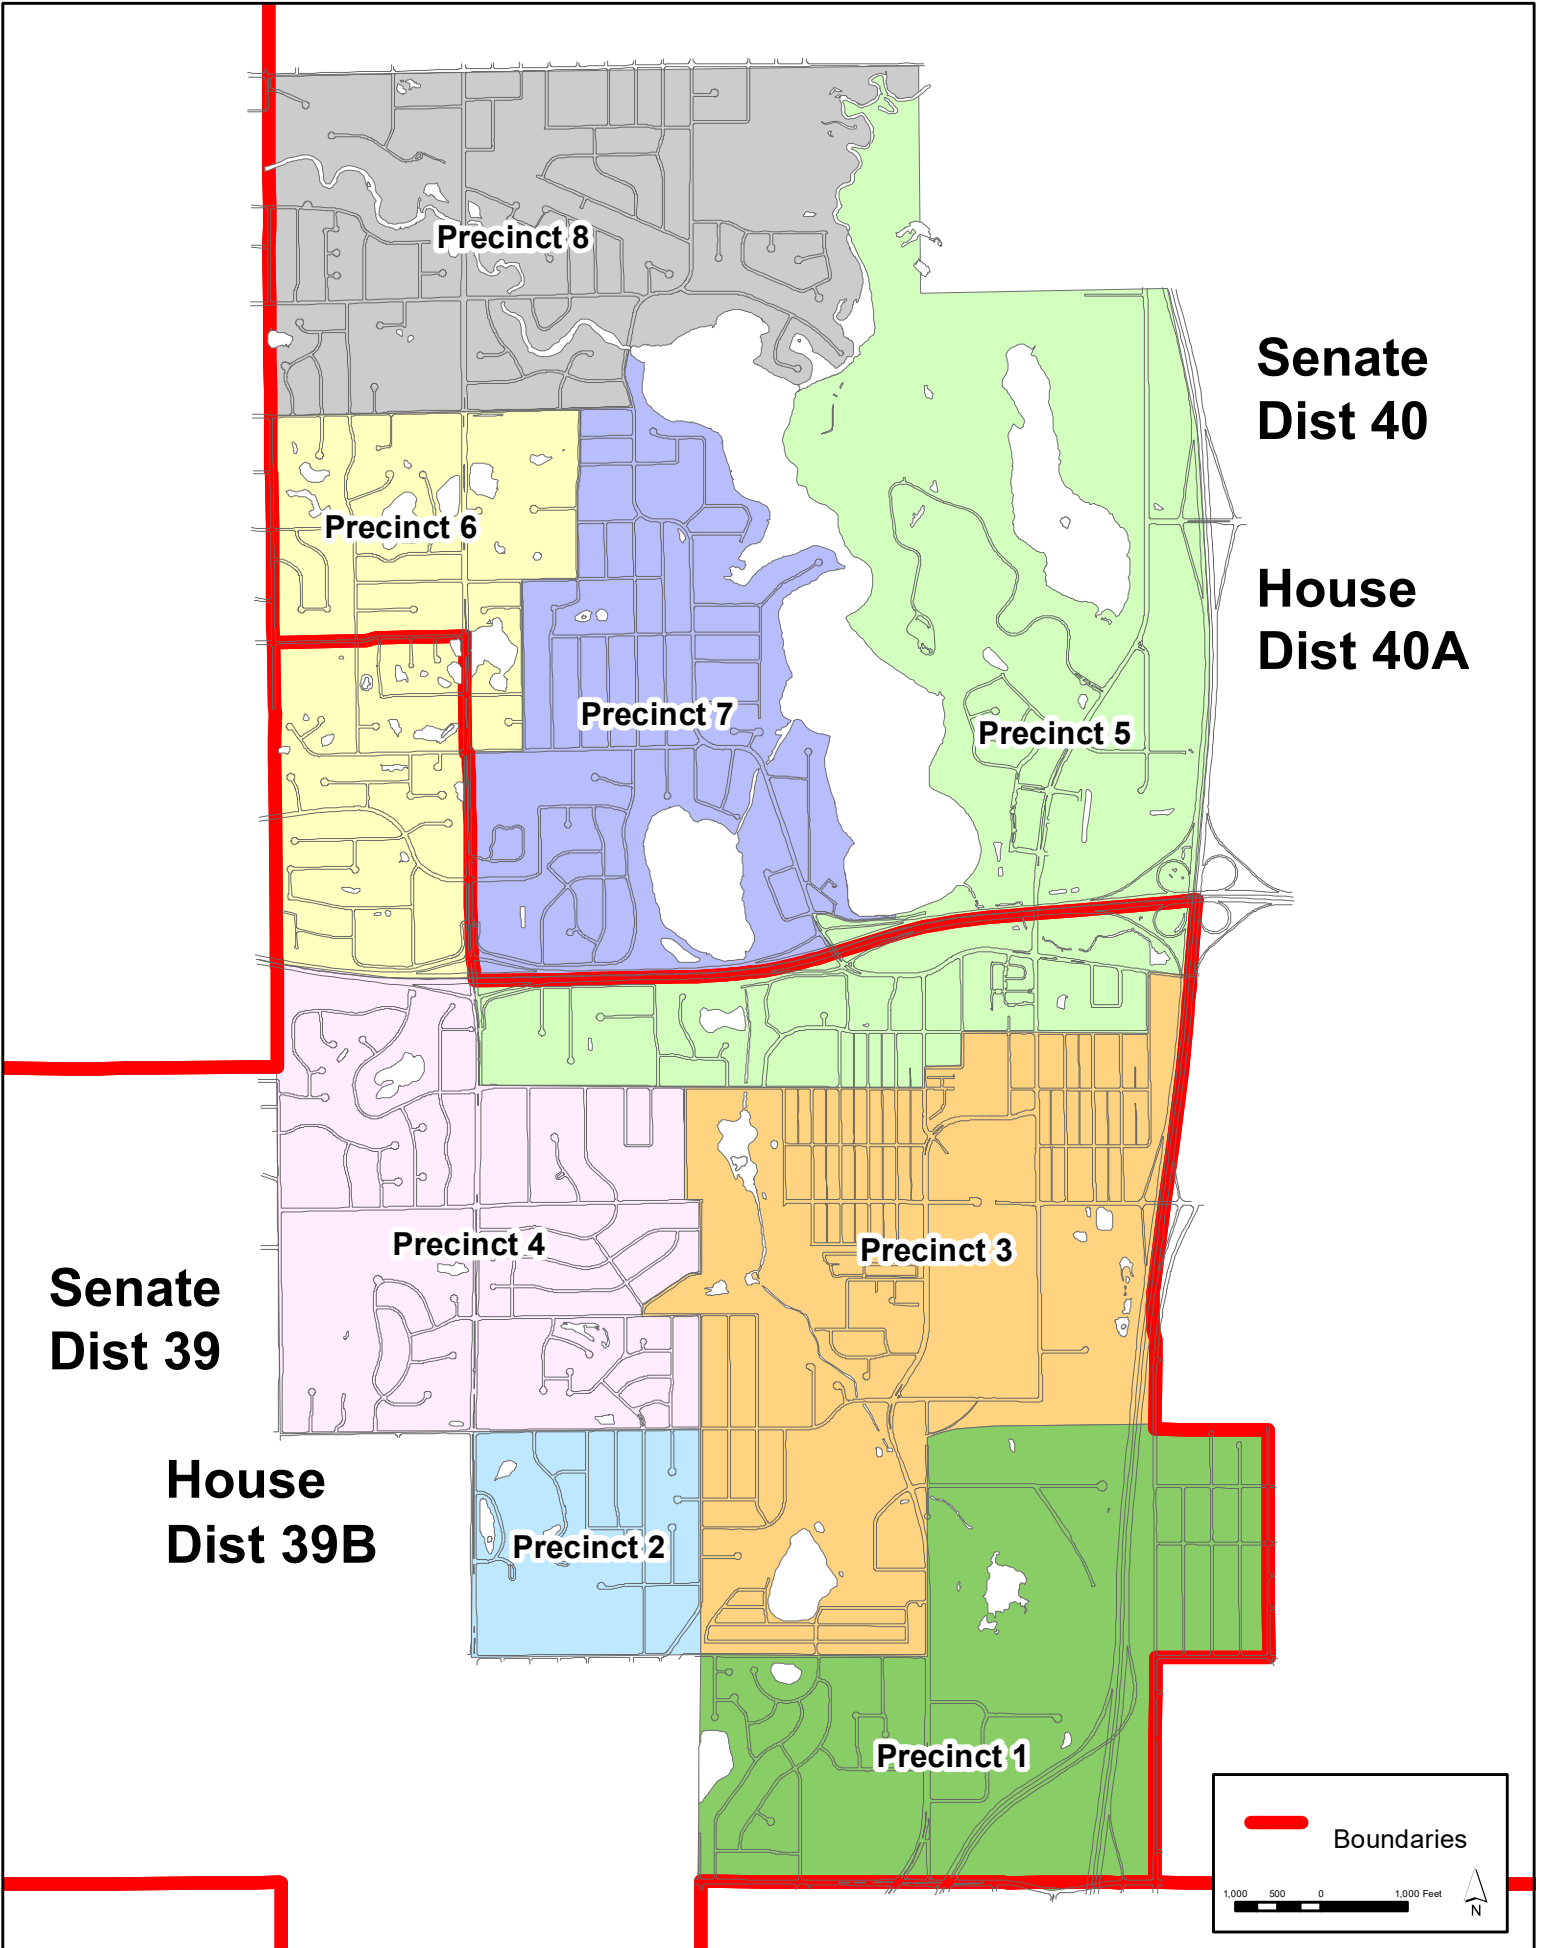 Precinct 8
Senate
Dist 40
Precinct 6
House
Dist 40A
Precinct 7
Precinct 5
Precinct 4
Precinct 3
Senate
Dist 39
House
Dist 39B
Precinct 2
Precinct 1
Boundaries
1,000 500 0 1,000 Feet
N